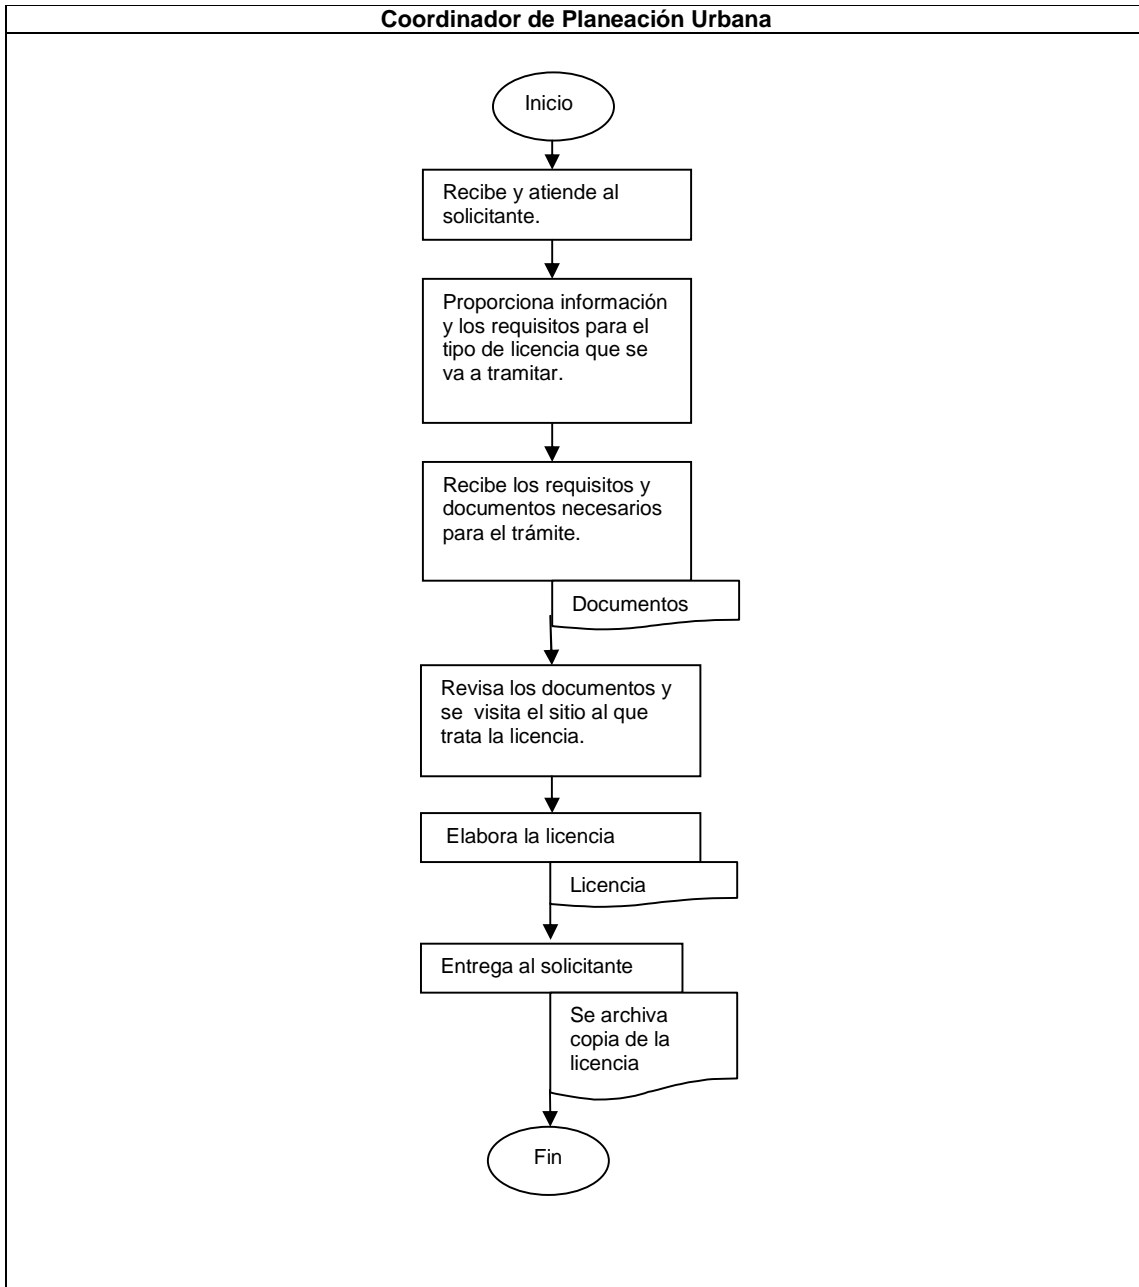 Coordinador de Planeación Urbana
Inicio
Recibe y atiende al
solicitante.
Proporciona información
y los requisitos para el
tipo de licencia que se
va a tramitar.
Recibe los requisitos y
documentos necesarios
para el trámite.
Documentos
Revisa los documentos y
se  visita el sitio al que
trata la licencia.
Elabora la licencia
Licencia
Entrega al solicitante
Se archiva
copia de la
licencia
Fin